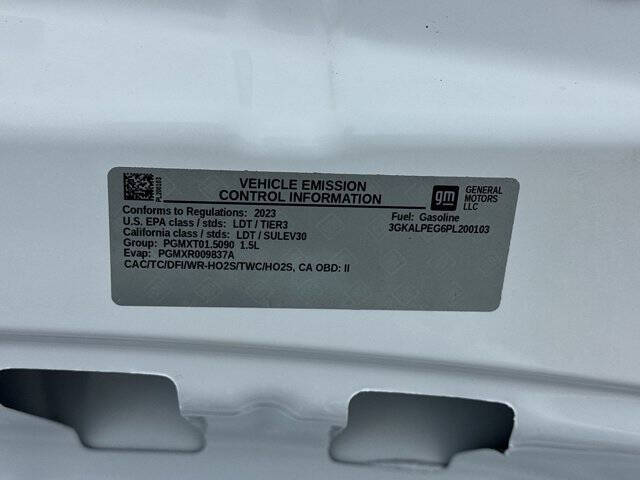 PL200103
VEHICLE EMISSION
CONTROL INFORMATION
gm
GENERAL
MOTORS
LLC
Conforms to Regulations: 2023
U.S. EPA class / stds: LDT / TIER3
California class / stds: LDT / SULEV30
Group: PGMXT01.5090 1.5L
Evap: PGMXR009837A
CAC/TC/DFI/WR-HO2S/TWC/HO2S, CA OBD: II
Fuel: Gasoline
3GKALPEG6PL200103